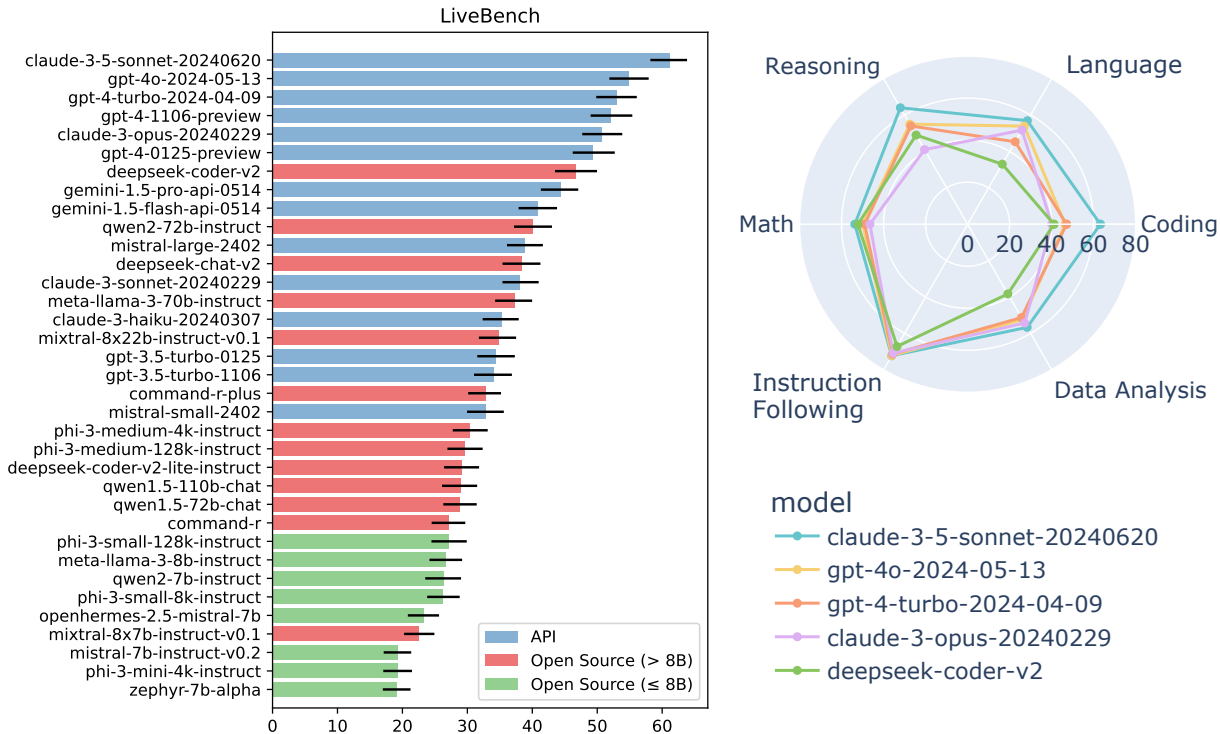 LiveBench
claude-3-5-sonnet-20240620
gpt-4o-2024-05-13
gpt-4-turbo-2024-04-09
gpt-4-1106-preview
claude-3-opus-20240229
gpt-4-0125-preview
deepseek-coder-v2
gemini-1.5-pro-api-0514
gemini-1.5-flash-api-0514
qwen2-72b-instruct
mistral-large-2402
deepseek-chat-v2
claude-3-sonnet-20240229
meta-llama-3-70b-instruct
claude-3-haiku-20240307
mixtral-8x22b-instruct-v0.1
gpt-3.5-turbo-0125
gpt-3.5-turbo-1106
command-r-plus
mistral-small-2402
phi-3-medium-4k-instruct
phi-3-medium-128k-instruct
deepseek-coder-v2-lite-instruct
qwen1.5-110b-chat
qwen1.5-72b-chat
command-r
phi-3-small-128k-instruct
meta-llama-3-8b-instruct
qwen2-7b-instruct
phi-3-small-8k-instruct
openhermes-2.5-mistral-7b
mixtral-8x7b-instruct-v0.1
mistral-7b-instruct-v0.2
phi-3-mini-4k-instruct
zephyr-7b-alpha
0 10 20 30 40 50 60
API
Open Source (> 8B)
Open Source (≤ 8B)
Reasoning
Language
Math
Coding
0 20 40 60 80
Instruction
Following
Data Analysis
model
claude-3-5-sonnet-20240620
gpt-4o-2024-05-13
gpt-4-turbo-2024-04-09
claude-3-opus-20240229
deepseek-coder-v2